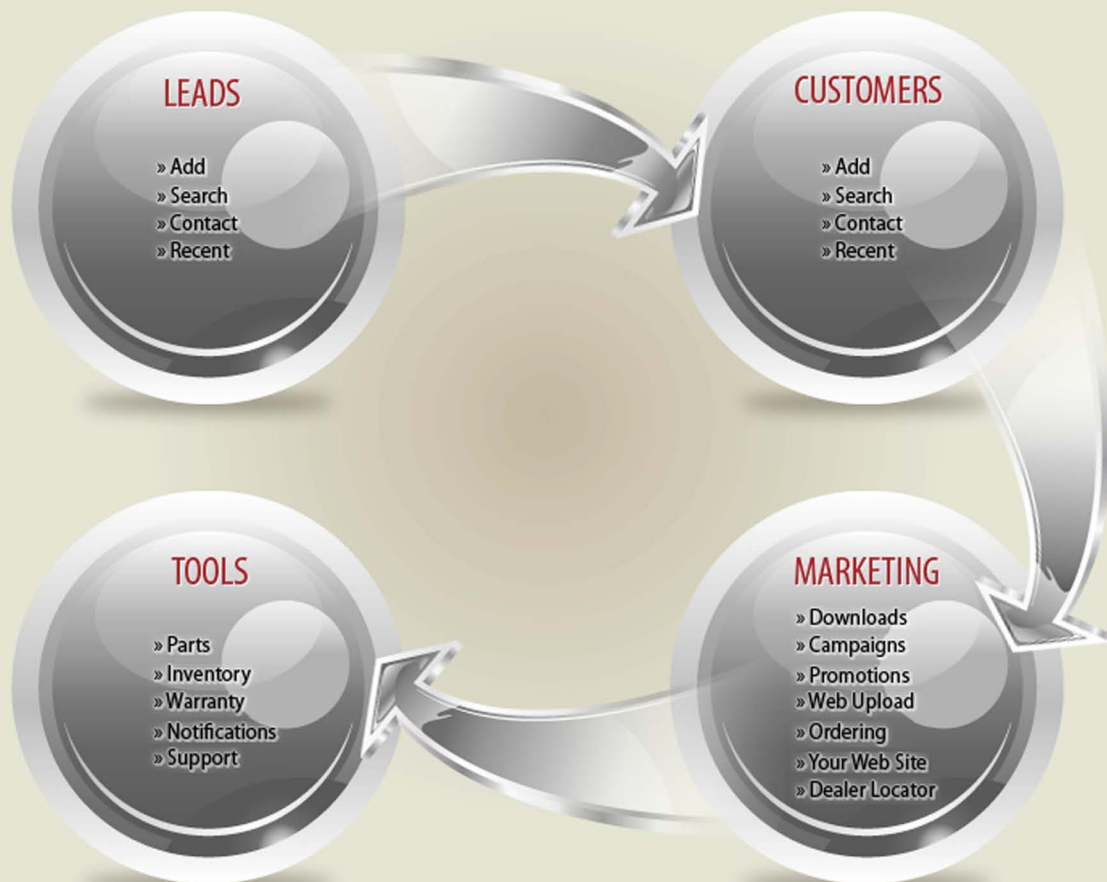 LEADS
» Add
» Search
» Contact
» Recent
CUSTOMERS
» Add
» Search
» Contact
» Recent
TOOLS
» Parts
» Inventory
» Warranty
» Notifications
» Support
MARKETING
» Downloads
» Campaigns
» Promotions
» Web Upload
» Ordering
» Your Web Site
» Dealer Locator